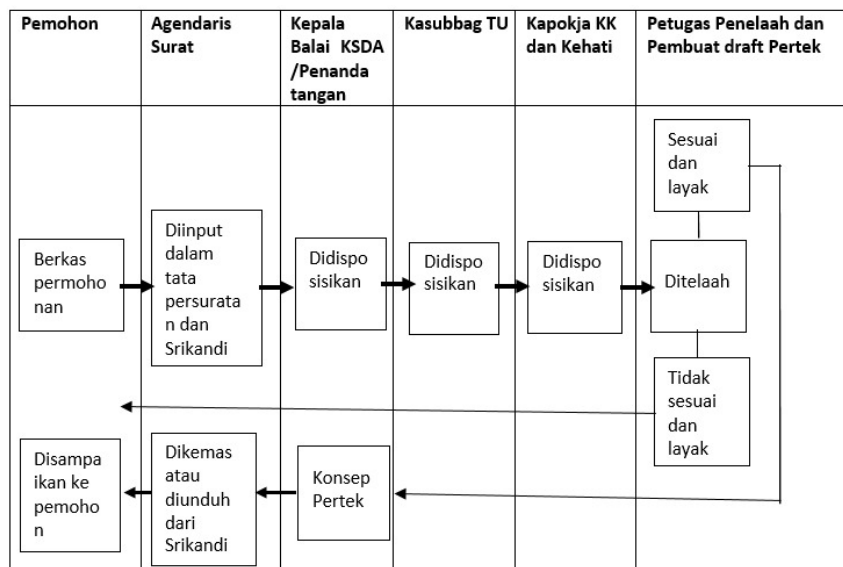 Pemohon
Agendaris
Surat
Kepala
Balai KSDA
/Penanda
tangan
Kasubbag TU
Kapokja KK
dan Kehati
Petugas Penelaah dan
Pembuat draft Pertek
Berkas
permoho
nan
Diinput
dalam
tata
persurata
n dan
Srikandi
Didispo
sisikan
Didispo
sisikan
Didispo
sisikan
Sesuai
dan
layak
Ditelaah
Tidak
sesuai
dan
layak
Disampa
ikan ke
pemoho
n
Dikemas
atau
diunduh
dari
Srikandi
Konsep
Pertek